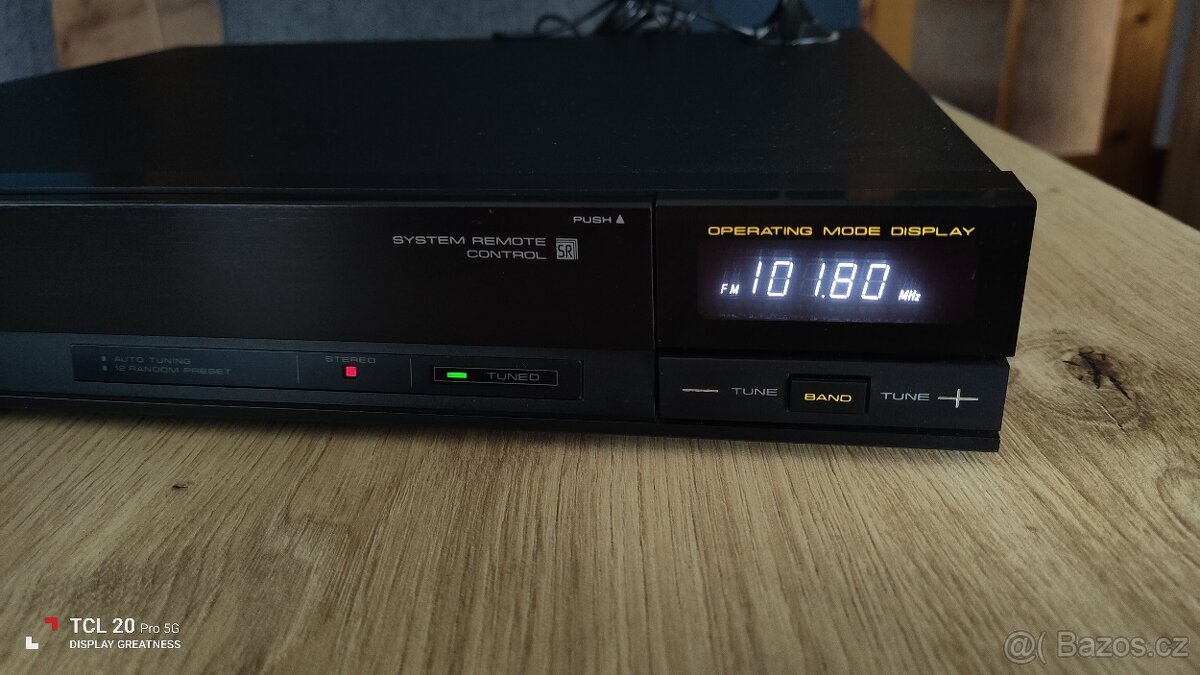 PUSH ▲
SYSTEM REMOTE
CONTROL SR
OPERATING MODE DISPLAY
FM 101.80 MHz
AUTO TUNING
12 RANDOM PRESET
STEREO
TUNED
— TUNE BAND TUNE +
TCL 20 Pro 5G
DISPLAY GREATNESS
@( Bazos.cz